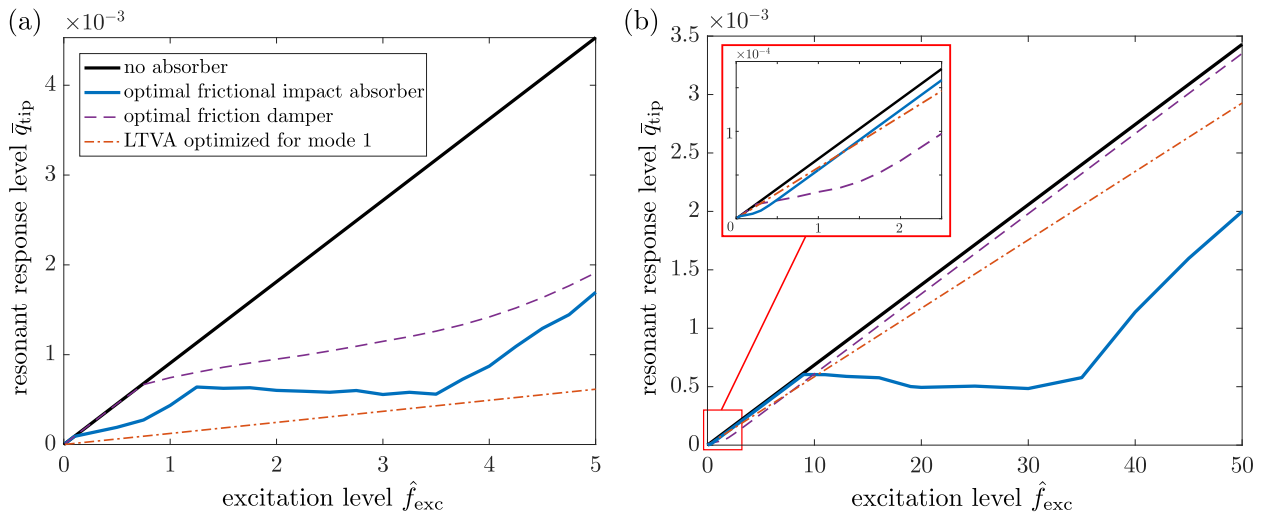 (a)
×10⁻³
resonant response level q̄tip
4
3
2
1
0
no absorber
optimal frictional impact absorber
optimal friction damper
LTVA optimized for mode 1
0 1 2 3 4 5
excitation level f̂exc
(b)
×10⁻³
resonant response level q̄tip
3.5
3
2.5
2
1.5
1
0.5
0
×10⁻⁴
1
0
0 1 2
0 10 20 30 40 50
excitation level f̂exc